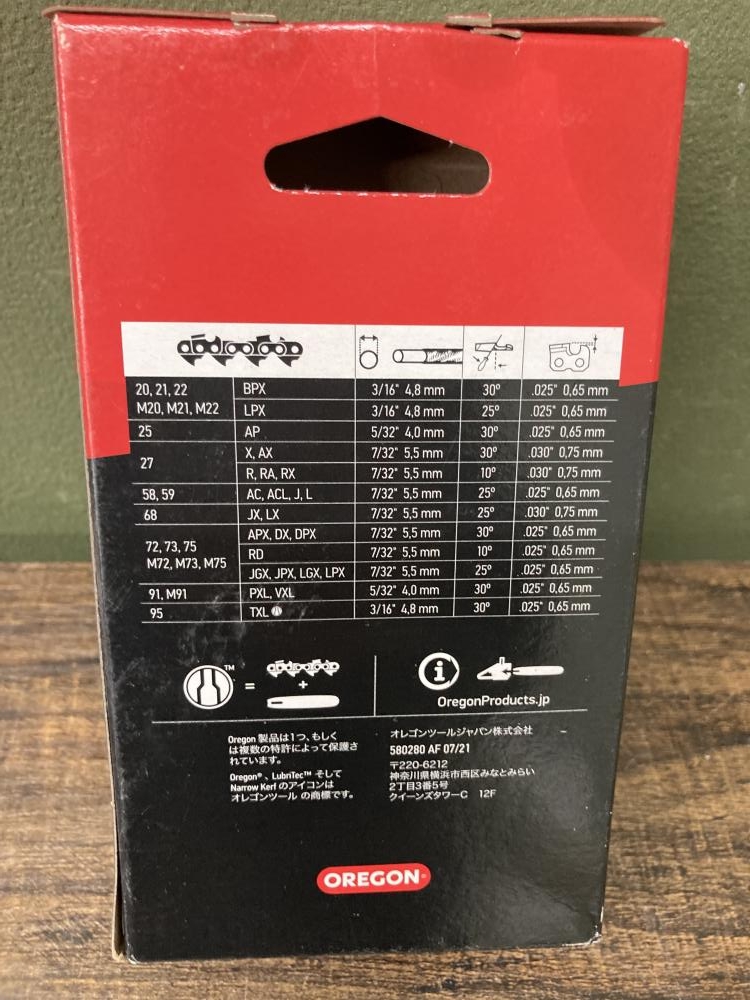 20, 21, 22 BPX 3/16" 4,8 mm 30° .025" 0,65 mm
M20, M21, M22 LPX 3/16" 4,8 mm 25° .025" 0,65 mm
25 AP 5/32" 4,0 mm 30° .025" 0,65 mm
27 X, AX 7/32" 5,5 mm 30° .030" 0,75 mm
R, RA, RX 7/32" 5,5 mm 10° .030" 0,75 mm
58, 59 AC, ACL, J, L 7/32" 5,5 mm 25° .025" 0,65 mm
68 JX, LX 7/32" 5,5 mm 25° .030" 0,75 mm
72, 73, 75 APX, DX, DPX 7/32" 5,5 mm 30° .025" 0,65 mm
M72, M73, M75 RD 7/32" 5,5 mm 10° .025" 0,65 mm
JGX, JPX, LGX, LPX 7/32" 5,5 mm 25° .025" 0,65 mm
91, M91 PXL, VXL 5/32" 4,0 mm 30° .025" 0,65 mm
95 TXL 3/16" 4,8 mm 30° .025" 0,65 mm
TM = +
i
OregonProducts.jp
Oregon 製品は1つ、もしく
は複数の特許によって保護さ
れています。
Oregon®、LubriTec™ そして
Narrow Kerf のアイコンは
オレゴンツール の商標です。
オレゴンツールジャパン株式会社
580280 AF 07/21
〒220-6212
神奈川県横浜市西区みなとみらい
2丁目3番5号
クイーンズタワーC 12F
OREGON®